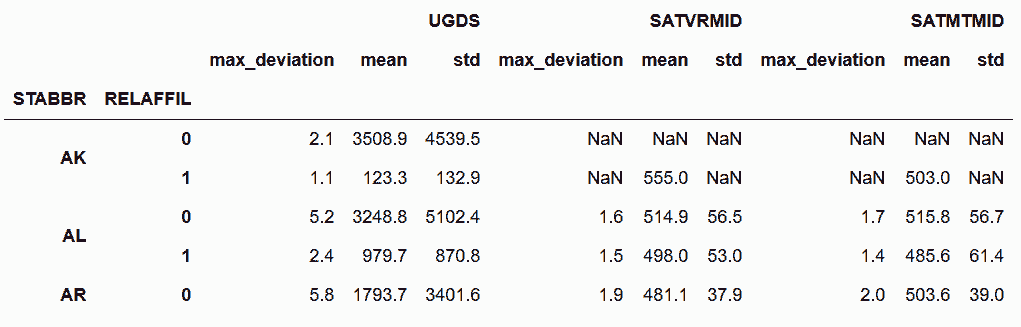 UGDS SATVRMID SATMTMID
max_deviation mean std max_deviation mean std max_deviation mean std
STABBR RELAFFIL
AK 0 2.1 3508.9 4539.5 NaN NaN NaN NaN NaN NaN
1 1.1 123.3 132.9 NaN 555.0 NaN NaN 503.0 NaN
AL 0 5.2 3248.8 5102.4 1.6 514.9 56.5 1.7 515.8 56.7
1 2.4 979.7 870.8 1.5 498.0 53.0 1.4 485.6 61.4
AR 0 5.8 1793.7 3401.6 1.9 481.1 37.9 2.0 503.6 39.0